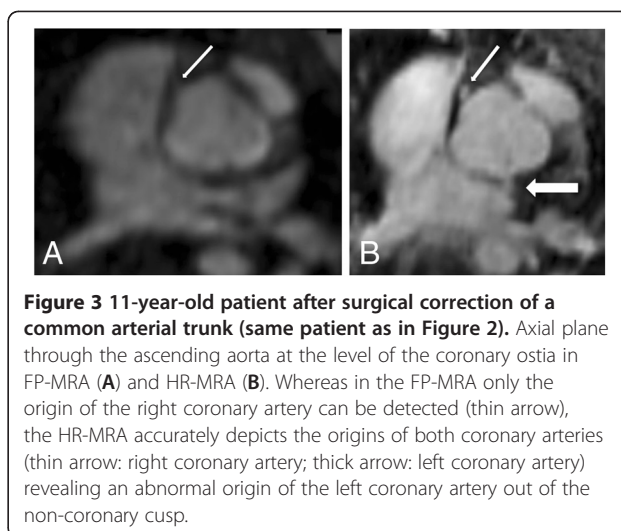 A
B
Figure 3 11-year-old patient after surgical correction of a
common arterial trunk (same patient as in Figure 2). Axial plane
through the ascending aorta at the level of the coronary ostia in
FP-MRA (A) and HR-MRA (B). Whereas in the FP-MRA only the
origin of the right coronary artery can be detected (thin arrow),
the HR-MRA accurately depicts the origins of both coronary arteries
(thin arrow: right coronary artery; thick arrow: left coronary artery)
revealing an abnormal origin of the left coronary artery out of the
non-coronary cusp.